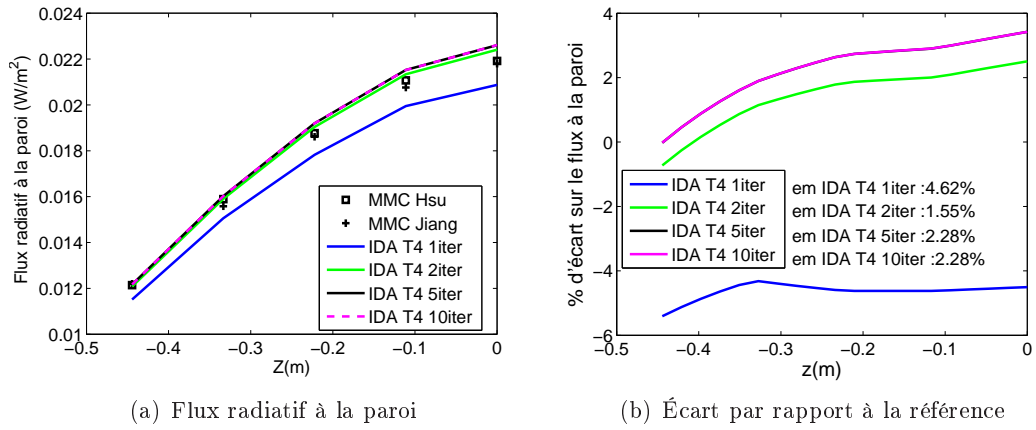 0.024
0.022
0.02
0.018
0.016
0.014
0.012
0.01
−0.5
−0.4
−0.3
−0.2
−0.1
0
Z(m)
Flux radiatif à la paroi (W/m²)
MMC Hsu
MMC Jiang
IDA T4 1iter
IDA T4 2iter
IDA T4 5iter
IDA T4 10iter
(a) Flux radiatif à la paroi
4
2
0
−2
−4
−6
−0.5
−0.4
−0.3
−0.2
−0.1
0
z(m)
% d'écart sur le flux à la paroi
IDA T4 1iter
IDA T4 2iter
IDA T4 5iter
IDA T4 10iter
em IDA T4 1iter :4.62%
em IDA T4 2iter :1.55%
em IDA T4 5iter :2.28%
em IDA T4 10iter :2.28%
(b) Écart par rapport à la référence